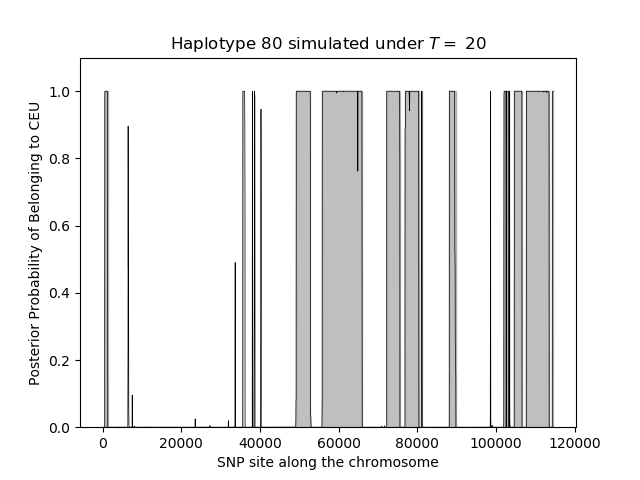 Haplotype 80 simulated under T = 20
Posterior Probability of Belonging to CEU
1.0
0.8
0.6
0.4
0.2
0.0
0 20000 40000 60000 80000 100000 120000
SNP site along the chromosome